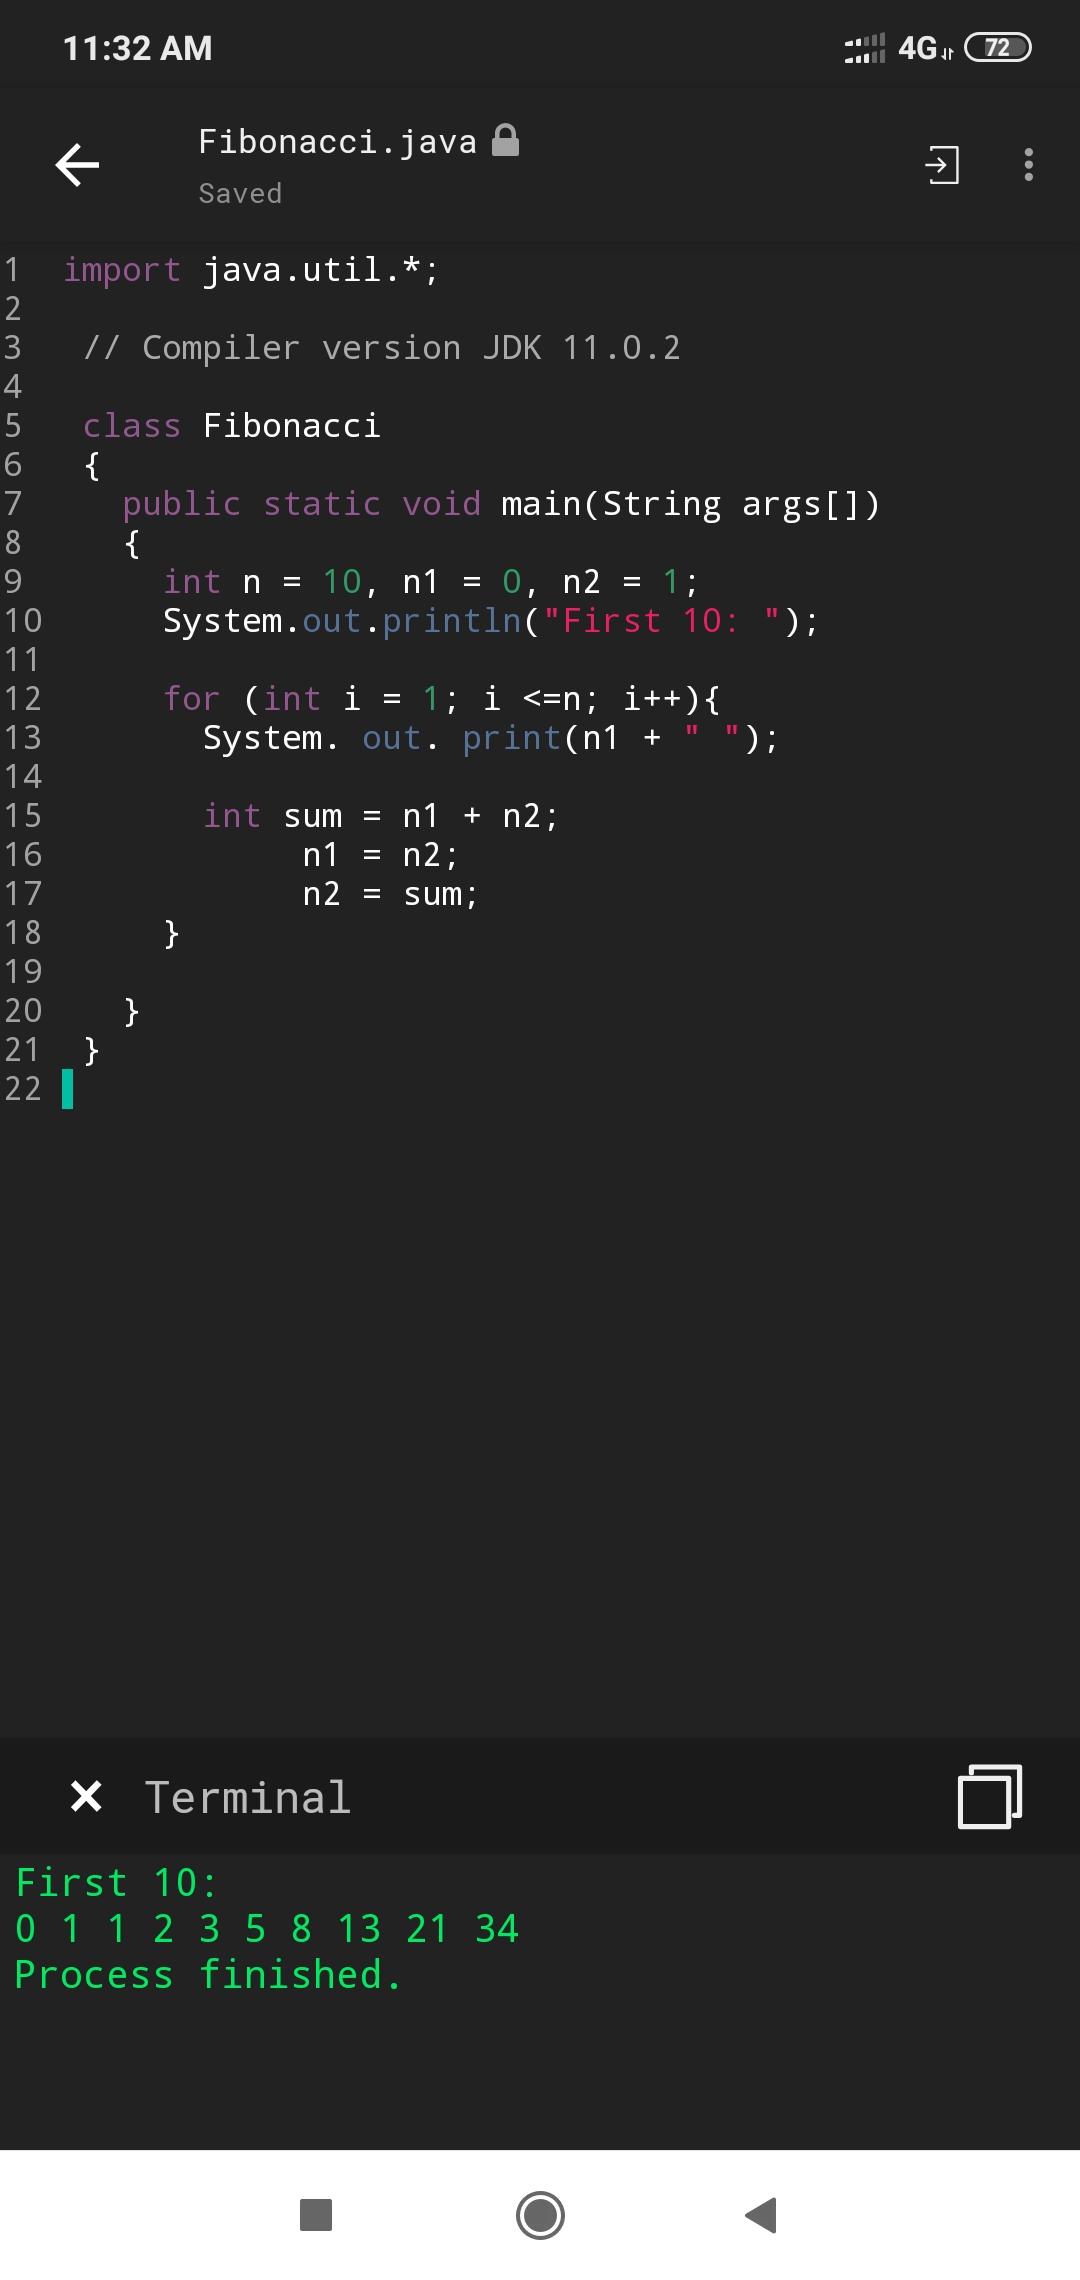 11:32 AM 4G 72
Fibonacci.java
Saved
1 import java.util.*;
2
3 // Compiler version JDK 11.0.2
4
5 class Fibonacci
6 {
7 public static void main(String args[])
8 {
9 int n = 10, n1 = 0, n2 = 1;
10 System.out.println("First 10: ");
11
12 for (int i = 1; i <=n; i++){
13 System. out. print(n1 + " ");
14
15 int sum = n1 + n2;
16 n1 = n2;
17 n2 = sum;
18 }
19
20 }
21 }
22
Terminal
First 10:
0 1 1 2 3 5 8 13 21 34
Process finished.